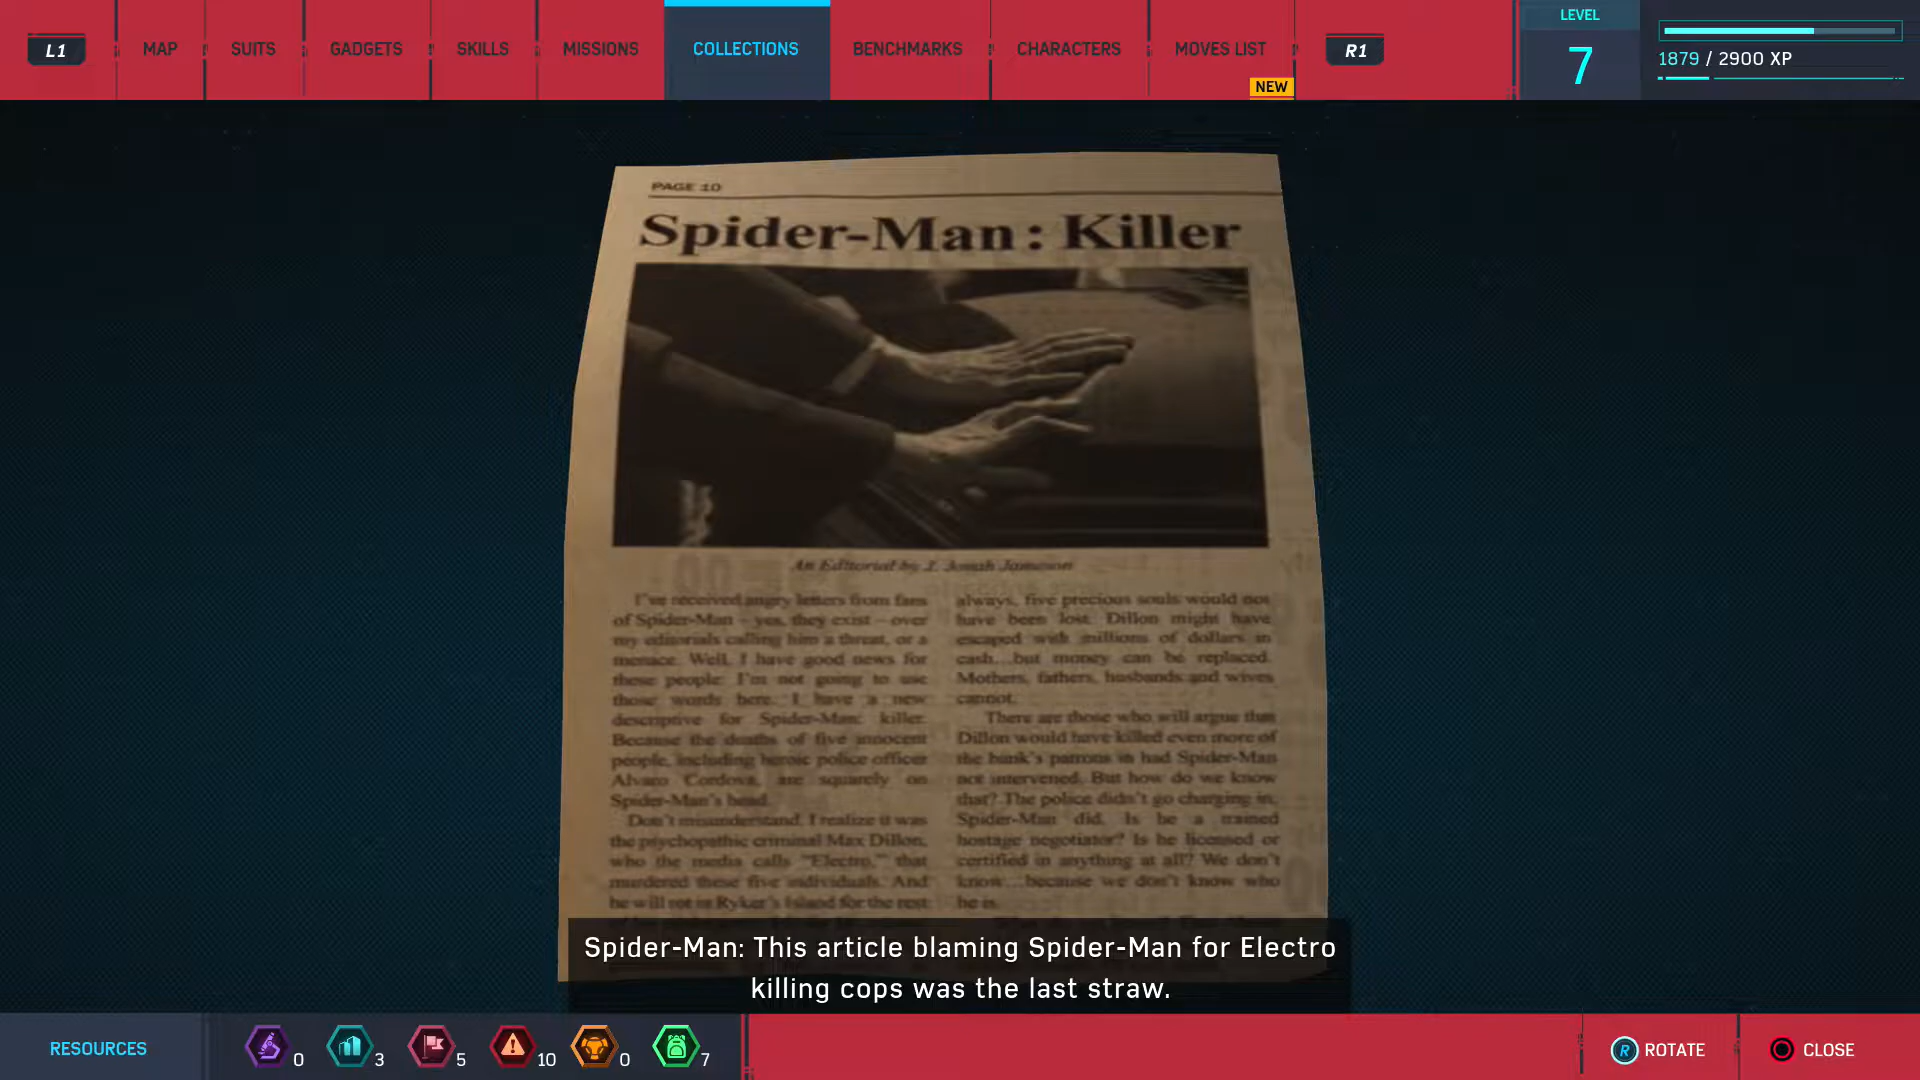 L1 MAP SUITS GADGETS SKILLS MISSIONS COLLECTIONS BENCHMARKS CHARACTERS MOVES LIST R1
NEW
LEVEL
7
1879 / 2900 XP
PAGE 10
Spider-Man: Killer
An Editorial by J. Jonah Jameson
I've received angry letters from fans
of Spider-Man – yes, they exist – over
my editorials calling him a threat, or a
menace. Well, I have good news for
these people: I'm not going to use
those words here. I have a new
descriptive for Spider-Man: killer.
Because the deaths of five innocent
people, including heroic police officer
Alvaro Cordova, are squarely on
Spider-Man's head.
Don't misunderstand. I realize it was
the psychopathic criminal Max Dillon,
who the media calls "Electro," that
murdered these five individuals. And
he will rot in Ryker's Island for the rest
always, five precious souls would not
have been lost. Dillon might have
escaped with millions of dollars in
cash...but money can be replaced.
Mothers, fathers, husbands and wives
cannot.
There are those who will argue that
Dillon would have killed even more of
the bank's patrons in had Spider-Man
not intervened. But how do we know
that? The police didn't go charging in,
Spider-Man did. Is he a trained
hostage negotiator? Is he licensed or
certified in anything at all? We don't
know...because we don't know who
he is.
Spider-Man: This article blaming Spider-Man for Electro
killing cops was the last straw.
RESOURCES 0 3 5 10 0 7 R ROTATE CLOSE